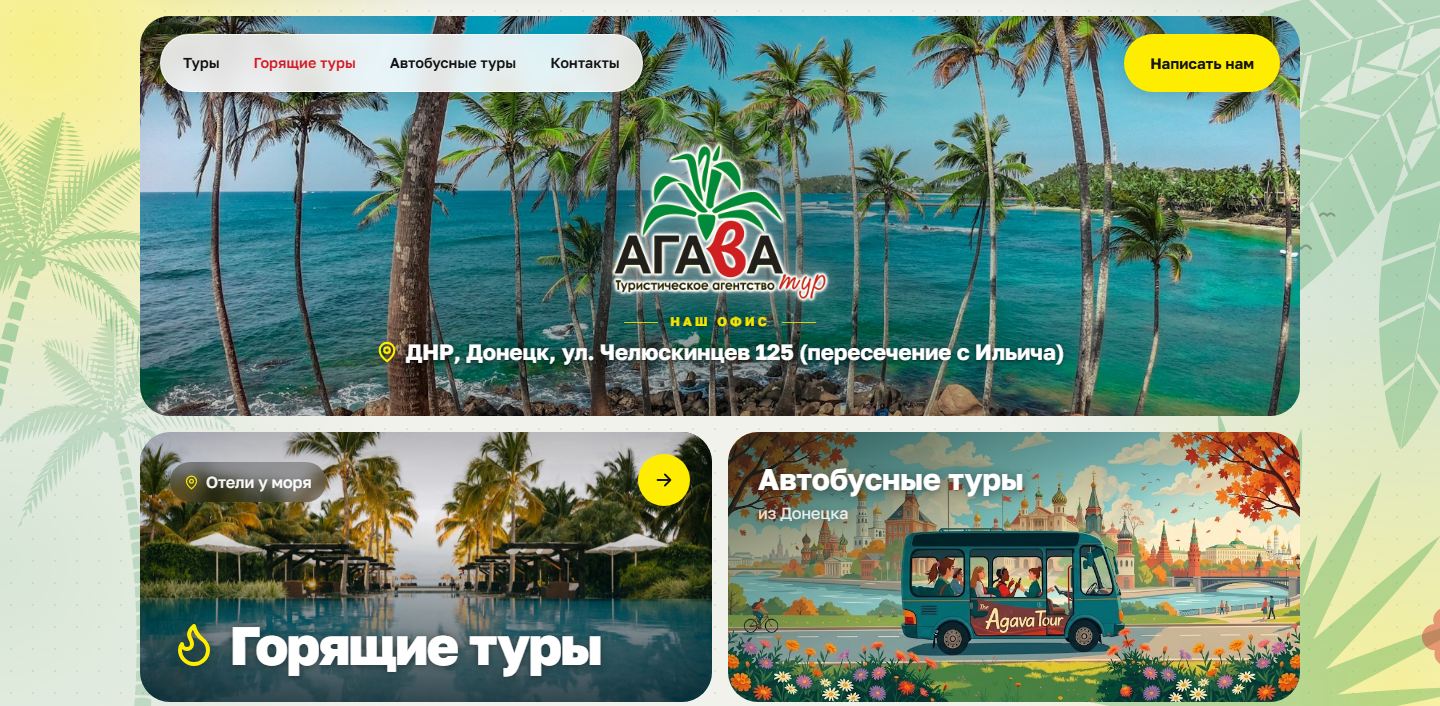 Туры
Горящие туры
Автобусные туры
Контакты
Написать нам
АГАВА
Туристическое агентство тур
НАШ ОФИС
ДНР, Донецк, ул. Челюскинцев 125 (пересечение с Ильича)
Отели у моря
Горящие туры
Автобусные туры
из Донецка
The
Agava Tour